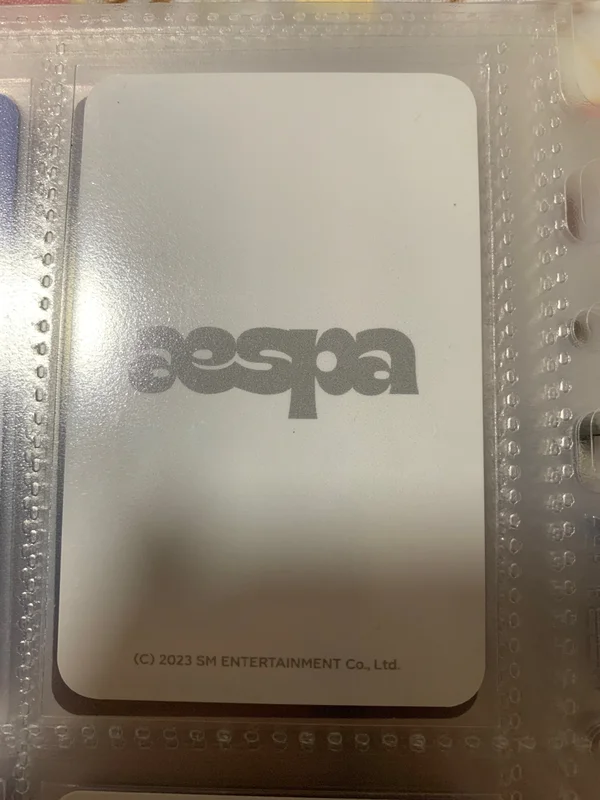 aespa
(C) 2023 SM ENTERTAINMENT Co., Ltd.